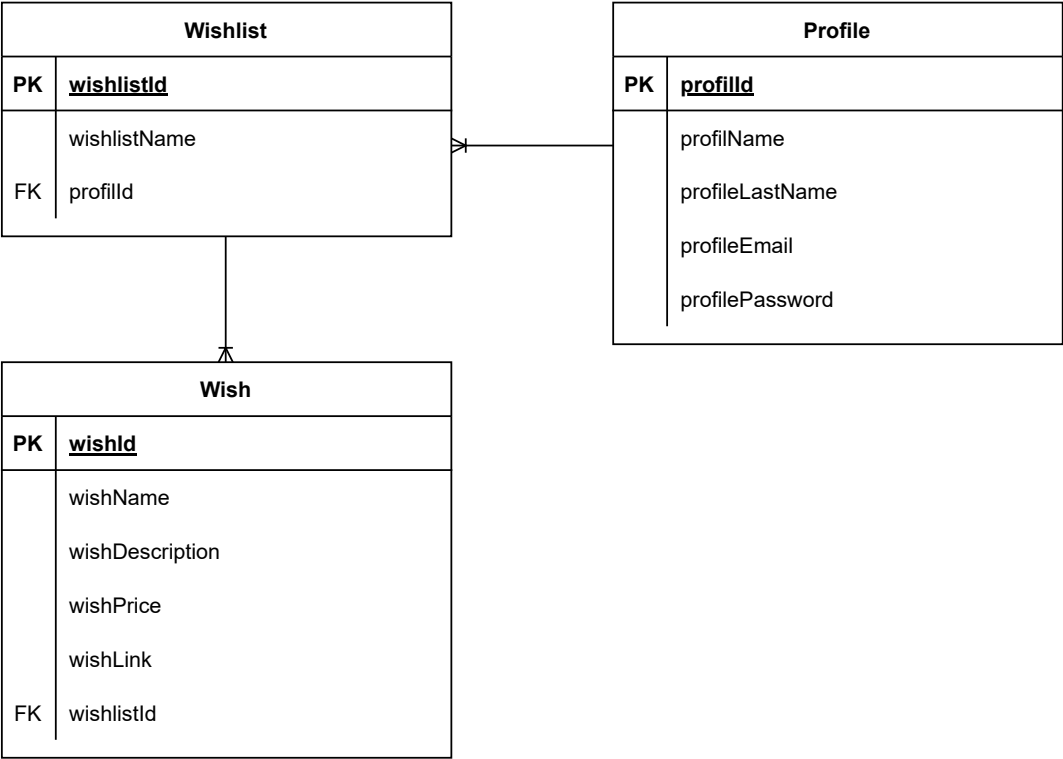 Wishlist
PK wishlistId
wishlistName
FK profilId
Profile
PK profilId
profilName
profileLastName
profileEmail
profilePassword
Wish
PK wishId
wishName
wishDescription
wishPrice
wishLink
FK wishlistId